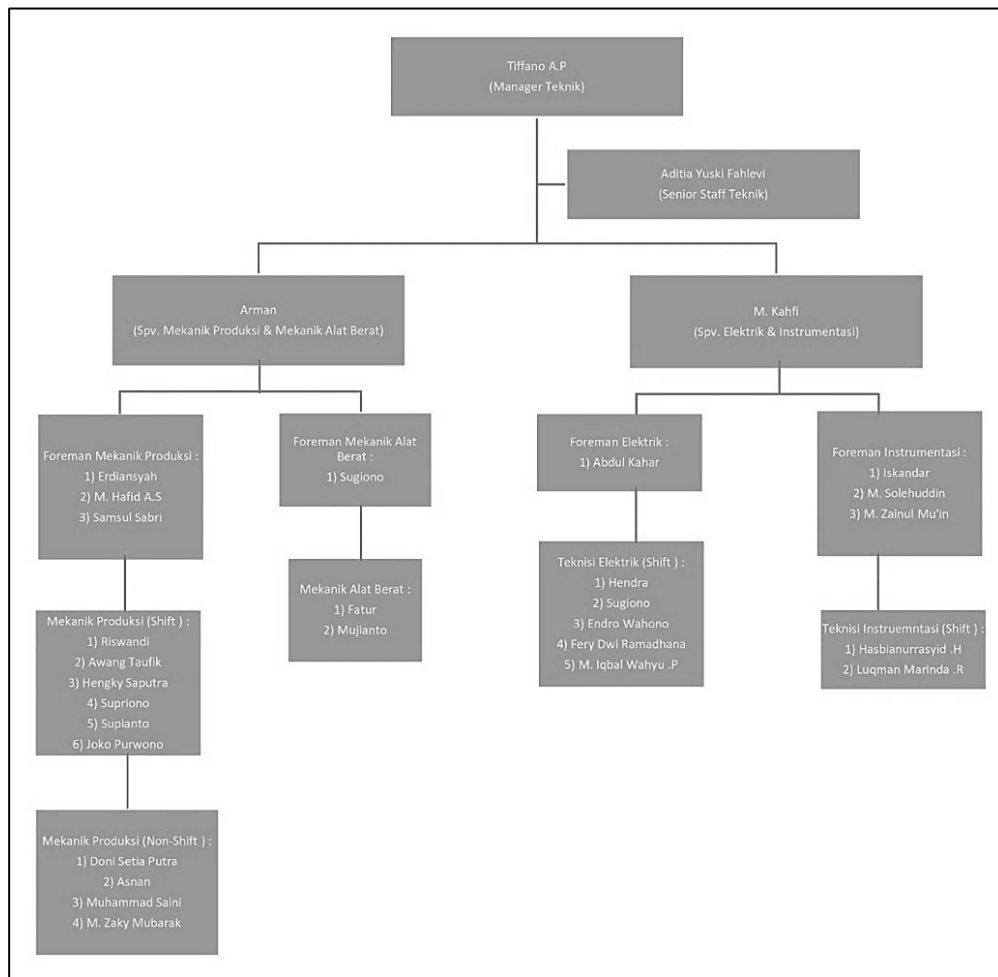 Tiffano A.P
(Manager Teknik)
Aditia Yuski Fahlevi
(Senior Staff Teknik)
Arman
(Spv. Mekanik Produksi & Mekanik Alat Berat)
M. Kahfi
(Spv. Elektrik & Instrumentasi)
Foreman Mekanik Produksi :
1) Erdiansyah
2) M. Hafid A.S
3) Samsul Sabri
Foreman Mekanik Alat
Berat :
1) Sugiono
Foreman Elektrik :
1) Abdul Kahar
Foreman Instrumentasi :
1) Iskandar
2) M. Solehuddin
3) M. Zainul Mu'in
Mekanik Produksi (Shift ) :
1) Riswandi
2) Awang Taufik
3) Hengky Saputra
4) Supriono
5) Supianto
6) Joko Purwono
Mekanik Alat Berat :
1) Fatur
2) Mujianto
Teknisi Elektrik (Shift ) :
1) Hendra
2) Sugiono
3) Endro Wahono
4) Fery Dwi Ramadhana
5) M. Iqbal Wahyu .P
Teknisi Instruemntasi (Shift ) :
1) Hasbianurrasyid .H
2) Luqman Marinda .R
Mekanik Produksi (Non-Shift ) :
1) Doni Setia Putra
2) Asnan
3) Muhammad Saini
4) M. Zaky Mubarak